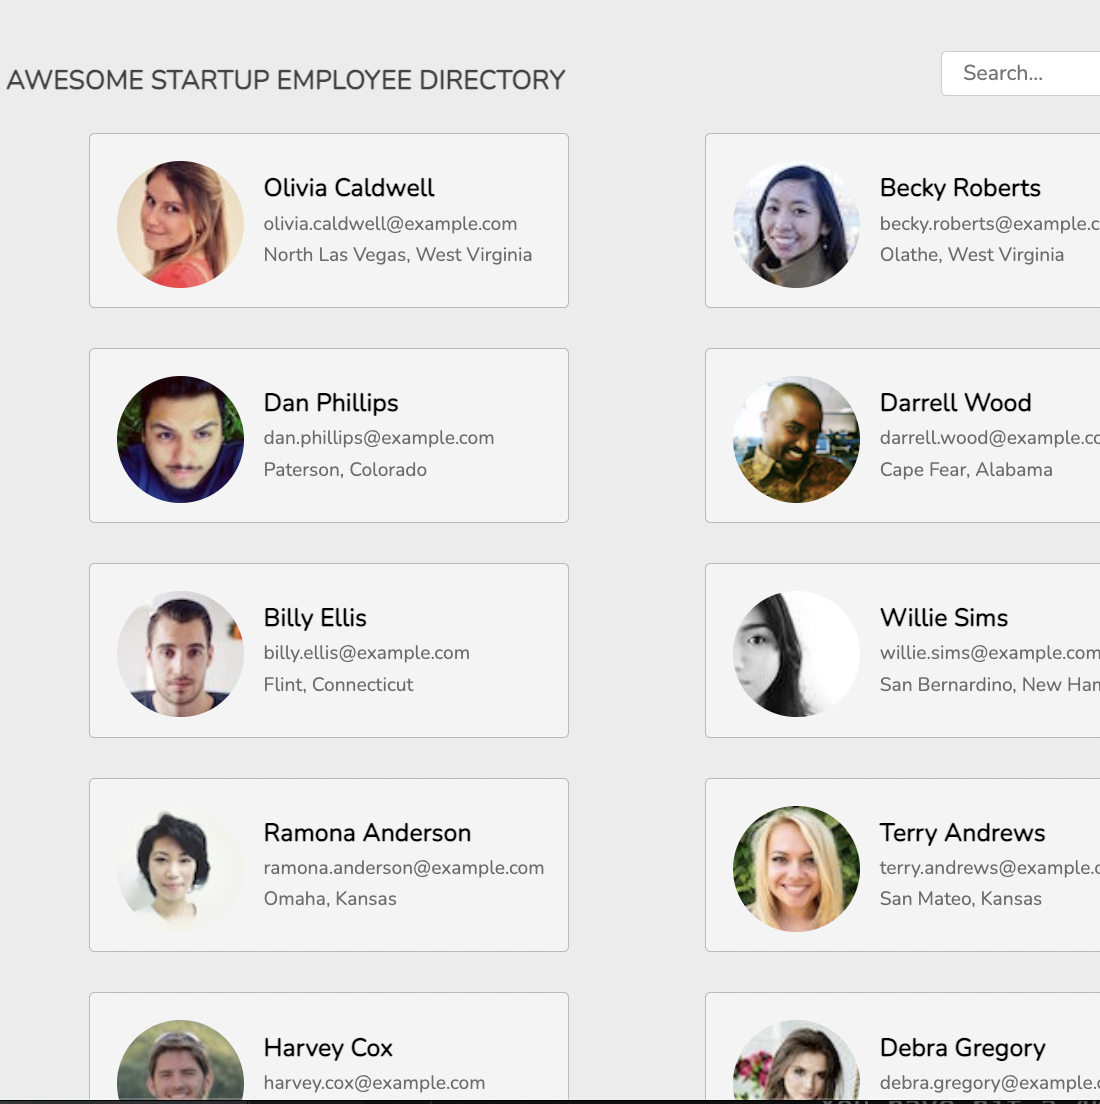 AWESOME STARTUP EMPLOYEE DIRECTORY
Search...
Olivia Caldwell
olivia.caldwell@example.com
North Las Vegas, West Virginia
Becky Roberts
becky.roberts@example.c
Olathe, West Virginia
Dan Phillips
dan.phillips@example.com
Paterson, Colorado
Darrell Wood
darrell.wood@example.co
Cape Fear, Alabama
Billy Ellis
billy.ellis@example.com
Flint, Connecticut
Willie Sims
willie.sims@example.com
San Bernardino, New Ham
Ramona Anderson
ramona.anderson@example.com
Omaha, Kansas
Terry Andrews
terry.andrews@example.c
San Mateo, Kansas
Harvey Cox
harvey.cox@example.com
Debra Gregory
debra.gregory@example.